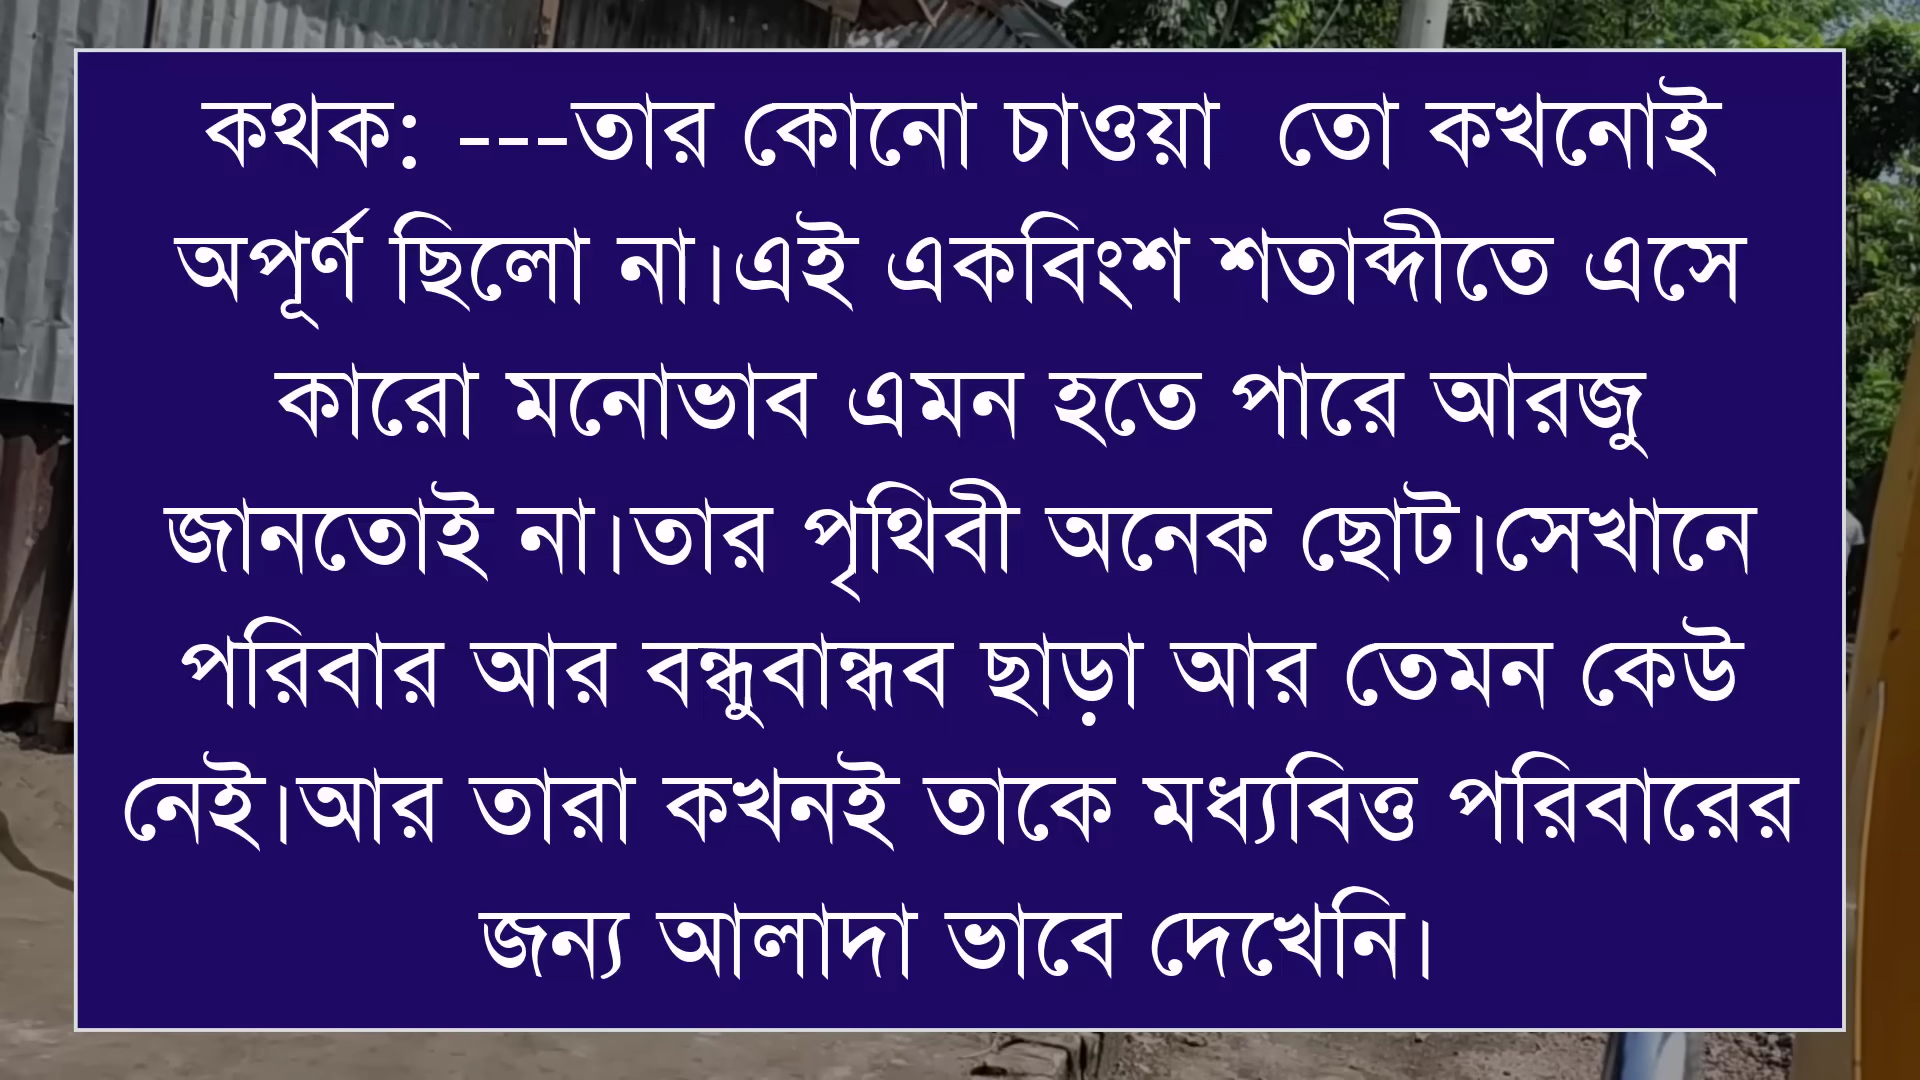 কথক: ---তার কোনো চাওয়া  তো কখনোই
অপূর্ণ ছিলো না।এই একবিংশ শতাব্দীতে এসে
কারো মনোভাব এমন হতে পারে আরজু
জানতোই না।তার পৃথিবী অনেক ছোট।সেখানে
পরিবার আর বন্ধুবান্ধব ছাড়া আর তেমন কেউ
নেই।আর তারা কখনই তাকে মধ্যবিত্ত পরিবারের
জন্য আলাদা ভাবে দেখেনি।